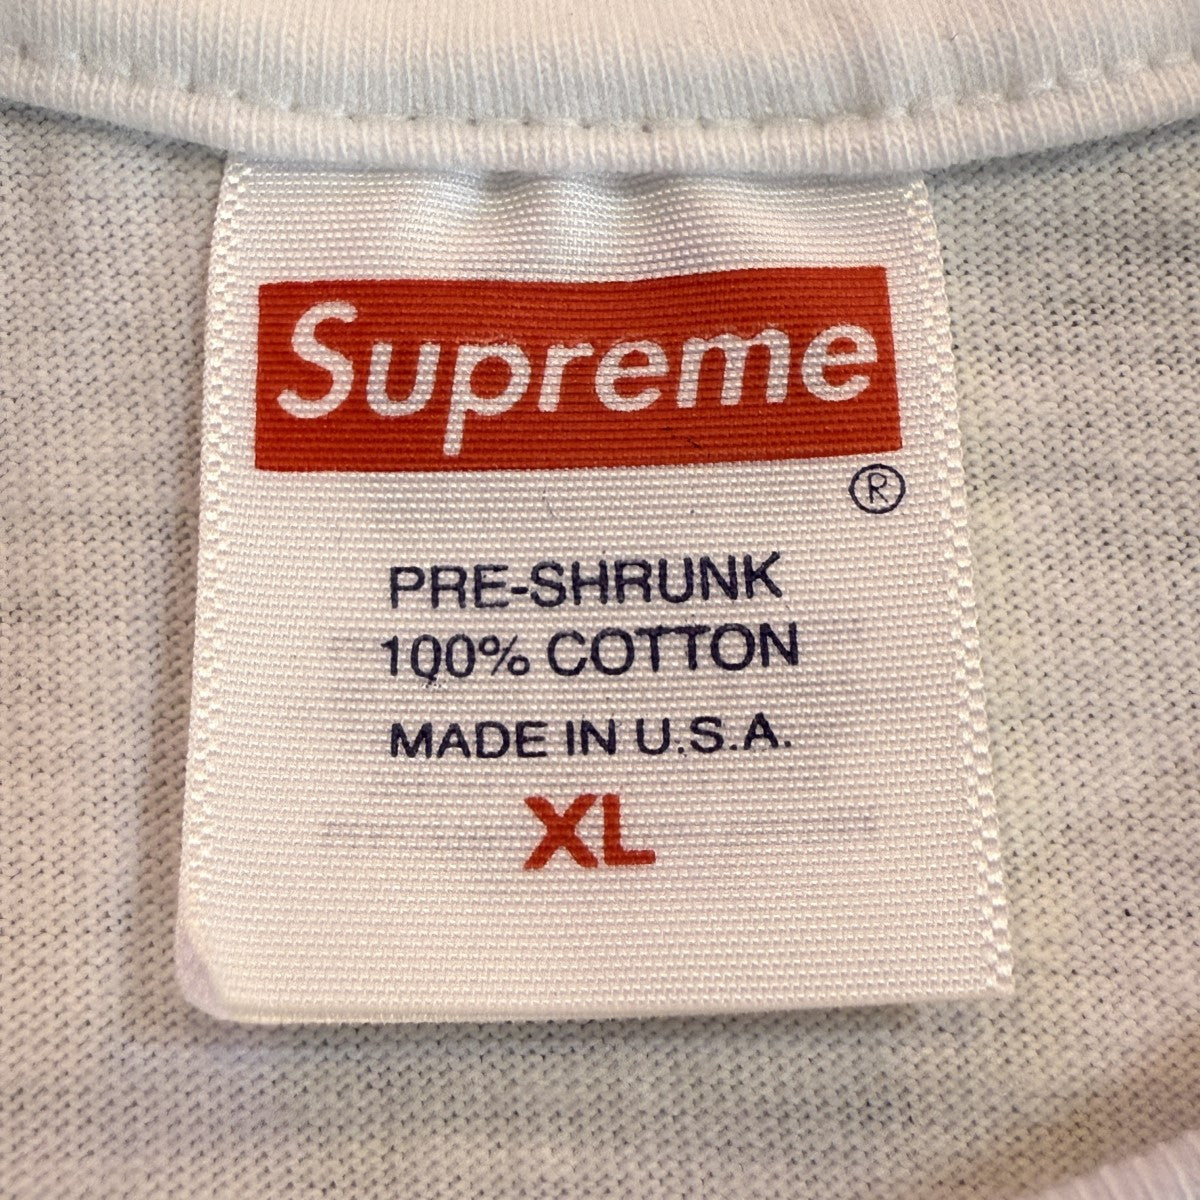 Supreme
®
PRE-SHRUNK
100% COTTON
MADE IN U.S.A.
XL